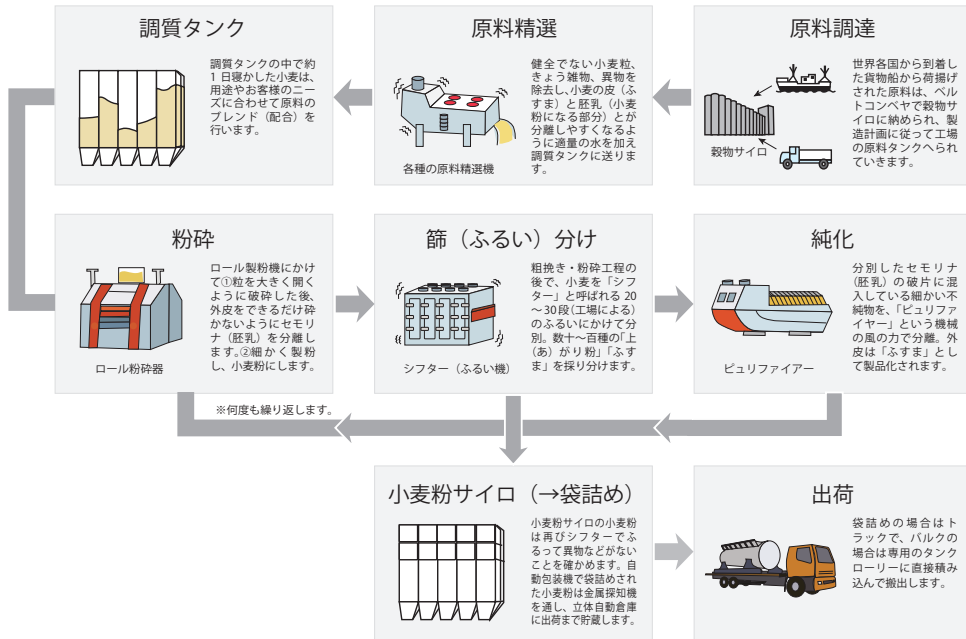 調質タンク
調質タンクの中で約
1 日寝かした小麦は、
用途やお客様のニー
ズに合わせて原料の
ブレンド（配合）を
行います。
原料精選
健全でない小麦粒、
きょう雑物、異物を
除去し、小麦の皮（ふ
すま）と胚乳（小麦
粉になる部分）とが
分離しやすくなるよ
うに適量の水を加え
調質タンクに送りま
す。
各種の原料精選機
原料調達
世界各国から到着し
た貨物船から荷揚げ
された原料は、ベル
トコンベヤで穀物サ
イロに納められ、製
造計画に従って工場
の原料タンクへられ
ていきます。
穀物サイロ
粉砕
ロール製粉機にかけ
て①粒を大きく開く
ように破砕した後、
外皮をできるだけ砕
かないようにセモリ
ナ（胚乳）を分離し
ます。②細かく製粉
し、小麦粉にします。
ロール粉砕器
篩（ふるい）分け
粗挽き・粉砕工程の
後で、小麦を「シフ
ター」と呼ばれる 20
～30段（工場による）
のふるいにかけて分
別。数十～百種の「上
（あ）がり粉」「ふす
ま」を採り分けます。
シフター（ふるい機）
純化
分別したセモリナ
（胚乳）の破片に混
入している細かい不
純物を、「ピュリファ
イヤー」という機械
の風の力で分離。外
皮は「ふすま」とし
て製品化されます。
ピュリファイアー
※何度も繰り返します。
小麦粉サイロ（→袋詰め）
小麦粉サイロの小麦粉
は再びシフターでふ
るって異物などがない
ことを確かめます。自
動包装機で袋詰めされ
た小麦粉は金属探知機
を通し、立体自動倉庫
に出荷まで貯蔵します。
出荷
袋詰めの場合はト
ラックで、バルクの
場合は専用のタンク
ローリーに直接積み
込んで搬出します。